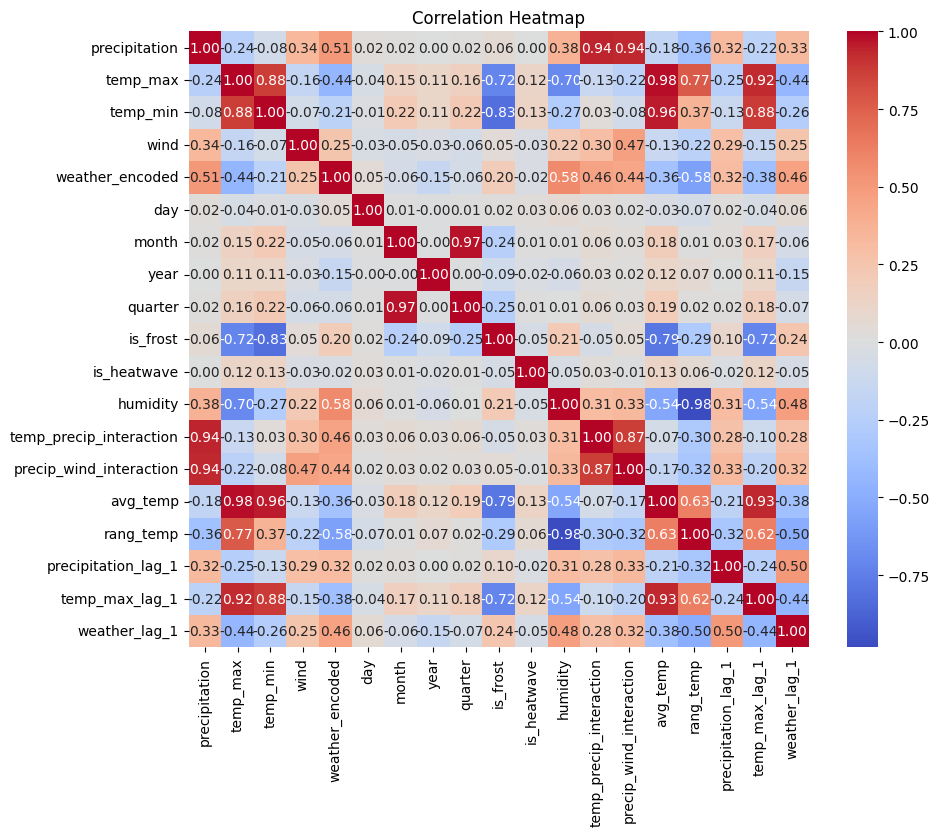 Correlation Heatmap
precipitation 1.00 -0.24 -0.08 0.34 0.51 0.02 0.02 0.00 0.02 0.06 0.00 0.38 0.94 0.94 -0.18 -0.36 0.32 -0.22 0.33
temp_max -0.24 1.00 0.88 -0.16 -0.44 -0.04 0.15 0.11 0.16 -0.72 0.12 -0.70 -0.13 -0.22 0.98 0.77 -0.25 0.92 -0.44
temp_min -0.08 0.88 1.00 -0.07 -0.21 -0.01 0.22 0.11 0.22 -0.83 0.13 -0.27 0.03 -0.08 0.96 0.37 -0.13 0.88 -0.26
wind 0.34 -0.16 -0.07 1.00 0.25 -0.03 -0.05 -0.03 -0.06 0.05 -0.03 0.22 0.30 0.47 -0.13 -0.22 0.29 -0.15 0.25
weather_encoded 0.51 -0.44 -0.21 0.25 1.00 0.05 -0.06 -0.15 -0.06 0.20 -0.02 0.58 0.46 0.44 -0.36 -0.58 0.32 -0.38 0.46
day 0.02 -0.04 -0.01 -0.03 0.05 1.00 0.01 -0.00 0.01 0.02 0.03 0.06 0.03 0.02 -0.03 -0.07 0.02 -0.04 0.06
month 0.02 0.15 0.22 -0.05 -0.06 0.01 1.00 -0.00 0.97 -0.24 0.01 0.01 0.06 0.03 0.18 0.01 0.03 0.17 -0.06
year 0.00 0.11 0.11 -0.03 -0.15 -0.00 -0.00 1.00 -0.00 -0.09 -0.02 -0.06 0.03 0.02 0.12 0.07 0.00 0.11 -0.15
quarter 0.02 0.16 0.22 -0.06 -0.06 0.01 0.97 -0.00 1.00 -0.25 0.01 0.01 0.06 0.03 0.19 0.02 0.02 0.18 -0.07
is_frost 0.06 -0.72 -0.83 0.05 0.20 0.02 -0.24 -0.09 -0.25 1.00 -0.05 0.21 -0.05 0.05 -0.79 -0.29 0.10 -0.72 0.24
is_heatwave 0.00 0.12 0.13 -0.03 -0.02 0.03 0.01 -0.02 0.01 -0.05 1.00 -0.05 0.03 -0.01 0.13 0.06 -0.02 0.12 -0.05
humidity 0.38 -0.70 -0.27 0.22 0.58 0.06 0.01 -0.06 0.01 0.21 -0.05 1.00 0.31 0.33 -0.54 -0.98 0.31 -0.54 0.48
temp_precip_interaction 0.94 -0.13 0.03 0.30 0.46 0.03 0.06 0.03 0.06 -0.05 0.03 0.31 1.00 0.87 -0.07 -0.30 0.28 -0.10 0.28
precip_wind_interaction 0.94 -0.22 -0.08 0.47 0.44 0.02 0.03 0.02 0.03 0.05 -0.01 0.33 0.87 1.00 -0.17 -0.32 0.33 -0.20 0.32
avg_temp -0.18 0.98 0.96 -0.13 -0.36 -0.03 0.18 0.12 0.19 -0.79 0.13 -0.54 -0.07 -0.17 1.00 0.63 -0.21 0.93 -0.38
rang_temp -0.36 0.77 0.37 -0.22 -0.58 -0.07 0.01 0.07 0.02 -0.29 0.06 -0.98 -0.30 -0.32 0.63 1.00 -0.32 0.62 -0.50
precipitation_lag_1 0.32 -0.25 -0.13 0.29 0.32 0.02 0.03 0.00 0.02 0.10 -0.02 0.31 0.28 0.33 -0.21 -0.32 1.00 -0.24 0.50
temp_max_lag_1 -0.22 0.92 0.88 -0.15 -0.38 -0.04 0.17 0.11 0.18 -0.72 0.12 -0.54 -0.10 -0.20 0.93 0.62 -0.24 1.00 -0.44
weather_lag_1 0.33 -0.44 -0.26 0.25 0.46 0.06 -0.06 -0.15 -0.07 0.24 -0.05 0.48 0.28 0.32 -0.38 -0.50 0.50 -0.44 1.00
precipitation
temp_max
temp_min
wind
weather_encoded
day
month
year
quarter
is_frost
is_heatwave
humidity
temp_precip_interaction
precip_wind_interaction
avg_temp
rang_temp
precipitation_lag_1
temp_max_lag_1
weather_lag_1
1.00
0.75
0.50
0.25
0.00
−0.25
−0.50
−0.75